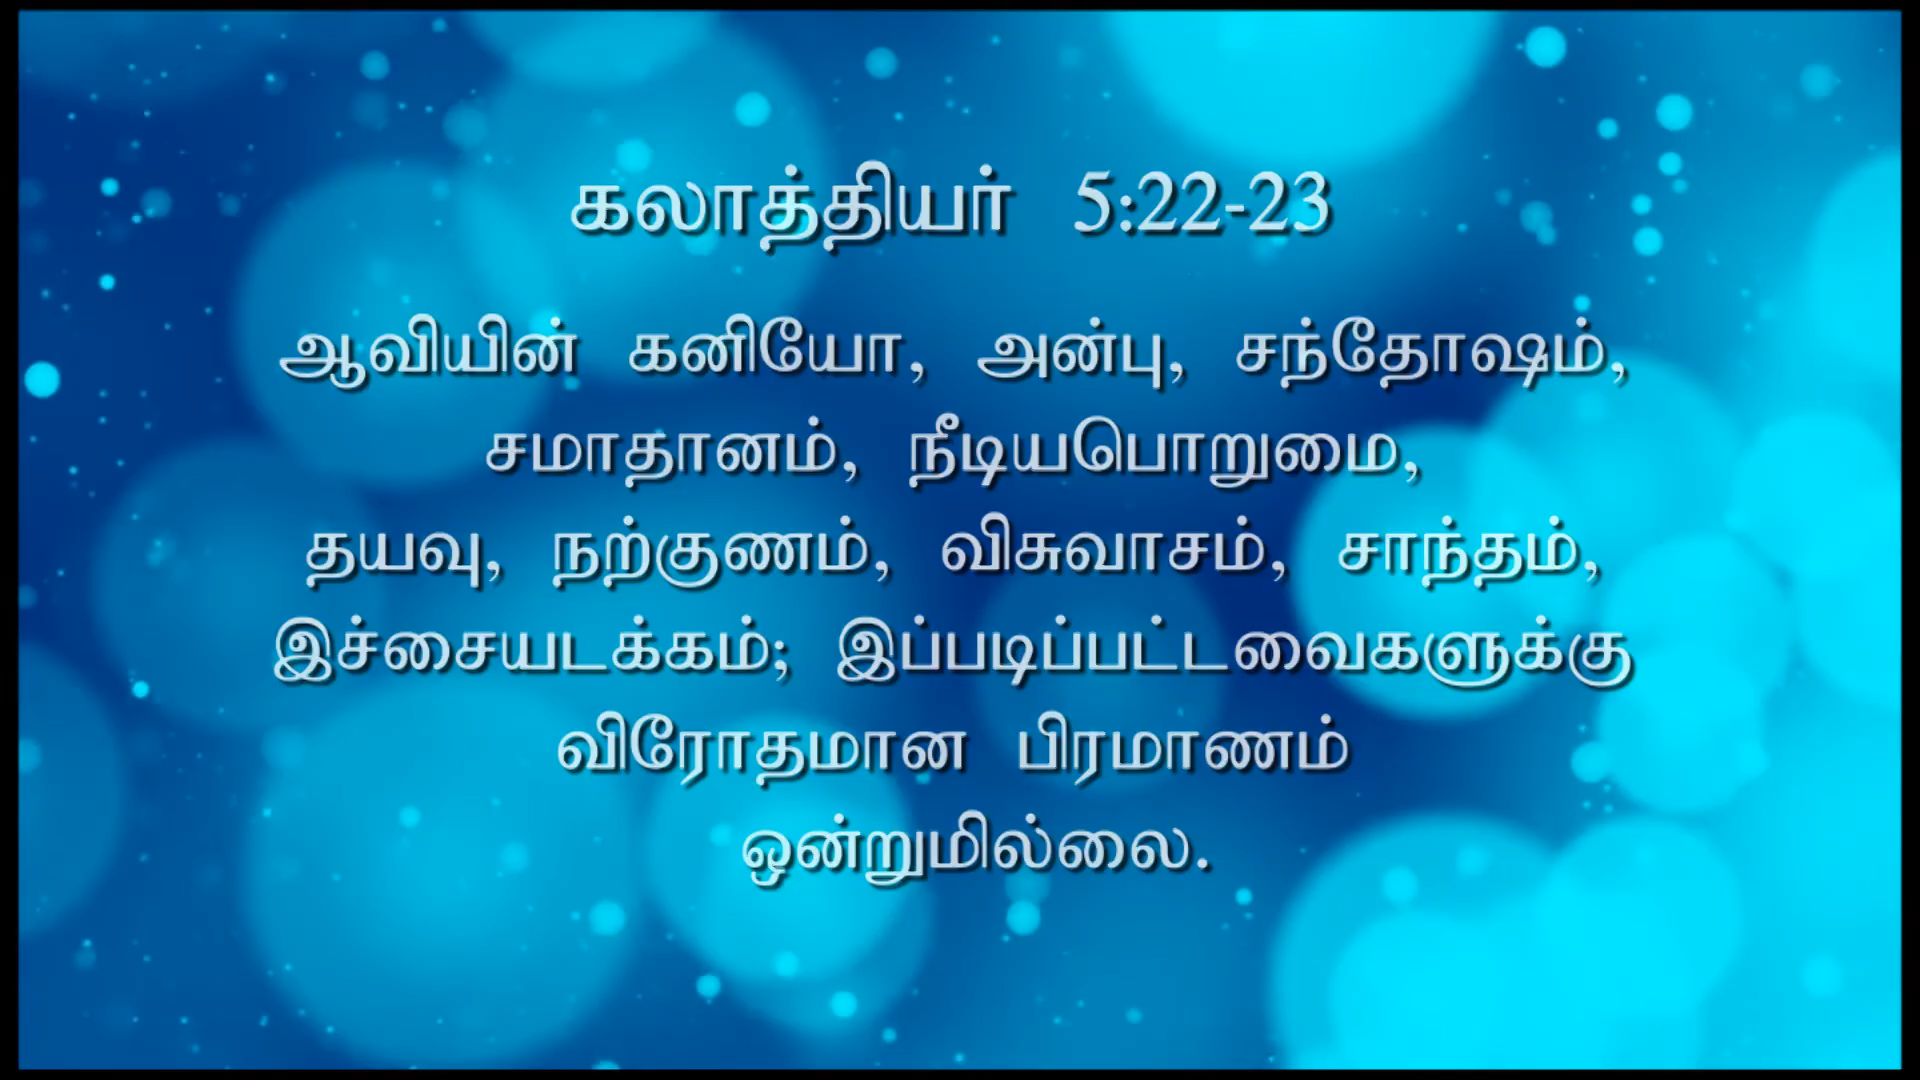 கலாத்தியர் 5:22-23
ஆவியின் கனியோ, அன்பு, சந்தோஷம்,
சமாதானம், நீடியபொறுமை,
தயவு, நற்குணம், விசுவாசம், சாந்தம்,
இச்சையடக்கம்; இப்படிப்பட்டவைகளுக்கு
விரோதமான பிரமாணம்
ஒன்றுமில்லை.